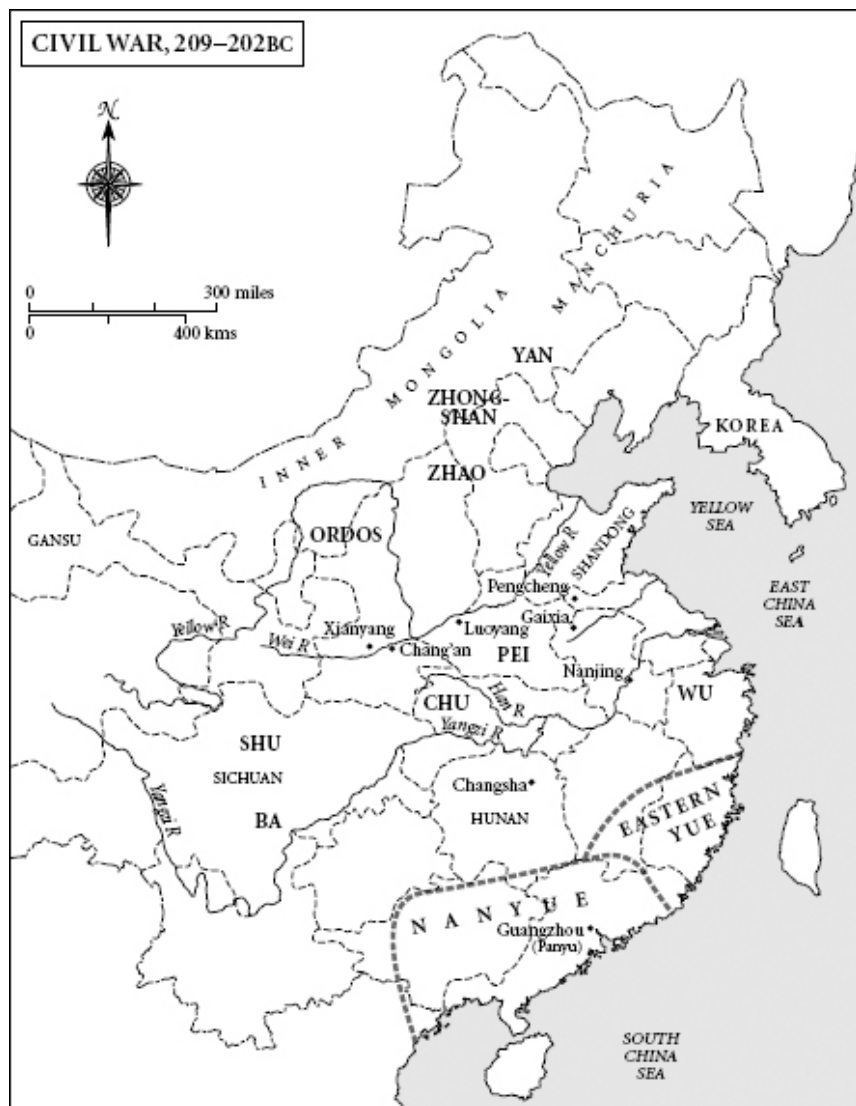 CIVIL WAR, 209–202BC
N
0 300 miles
0 400 kms
INNER MONGOLIA
MANCHURIA
YAN
ZHONG-
SHAN
KOREA
ZHAO
YELLOW
SEA
ORDOS
GANSU
Yellow R
SHANDONG
EAST
CHINA
SEA
Pengcheng
Xianyang
Luoyang
Gaixia
Yellow R
Wei R
Chang'an
PEI
Nanjing
CHU
Han R
WU
Yangzi R
SHU
SICHUAN
Changsha
HUNAN
Yangzi R
BA
EASTERN
YUE
NANYUE
Guangzhou
(Panyu)
SOUTH
CHINA
SEA